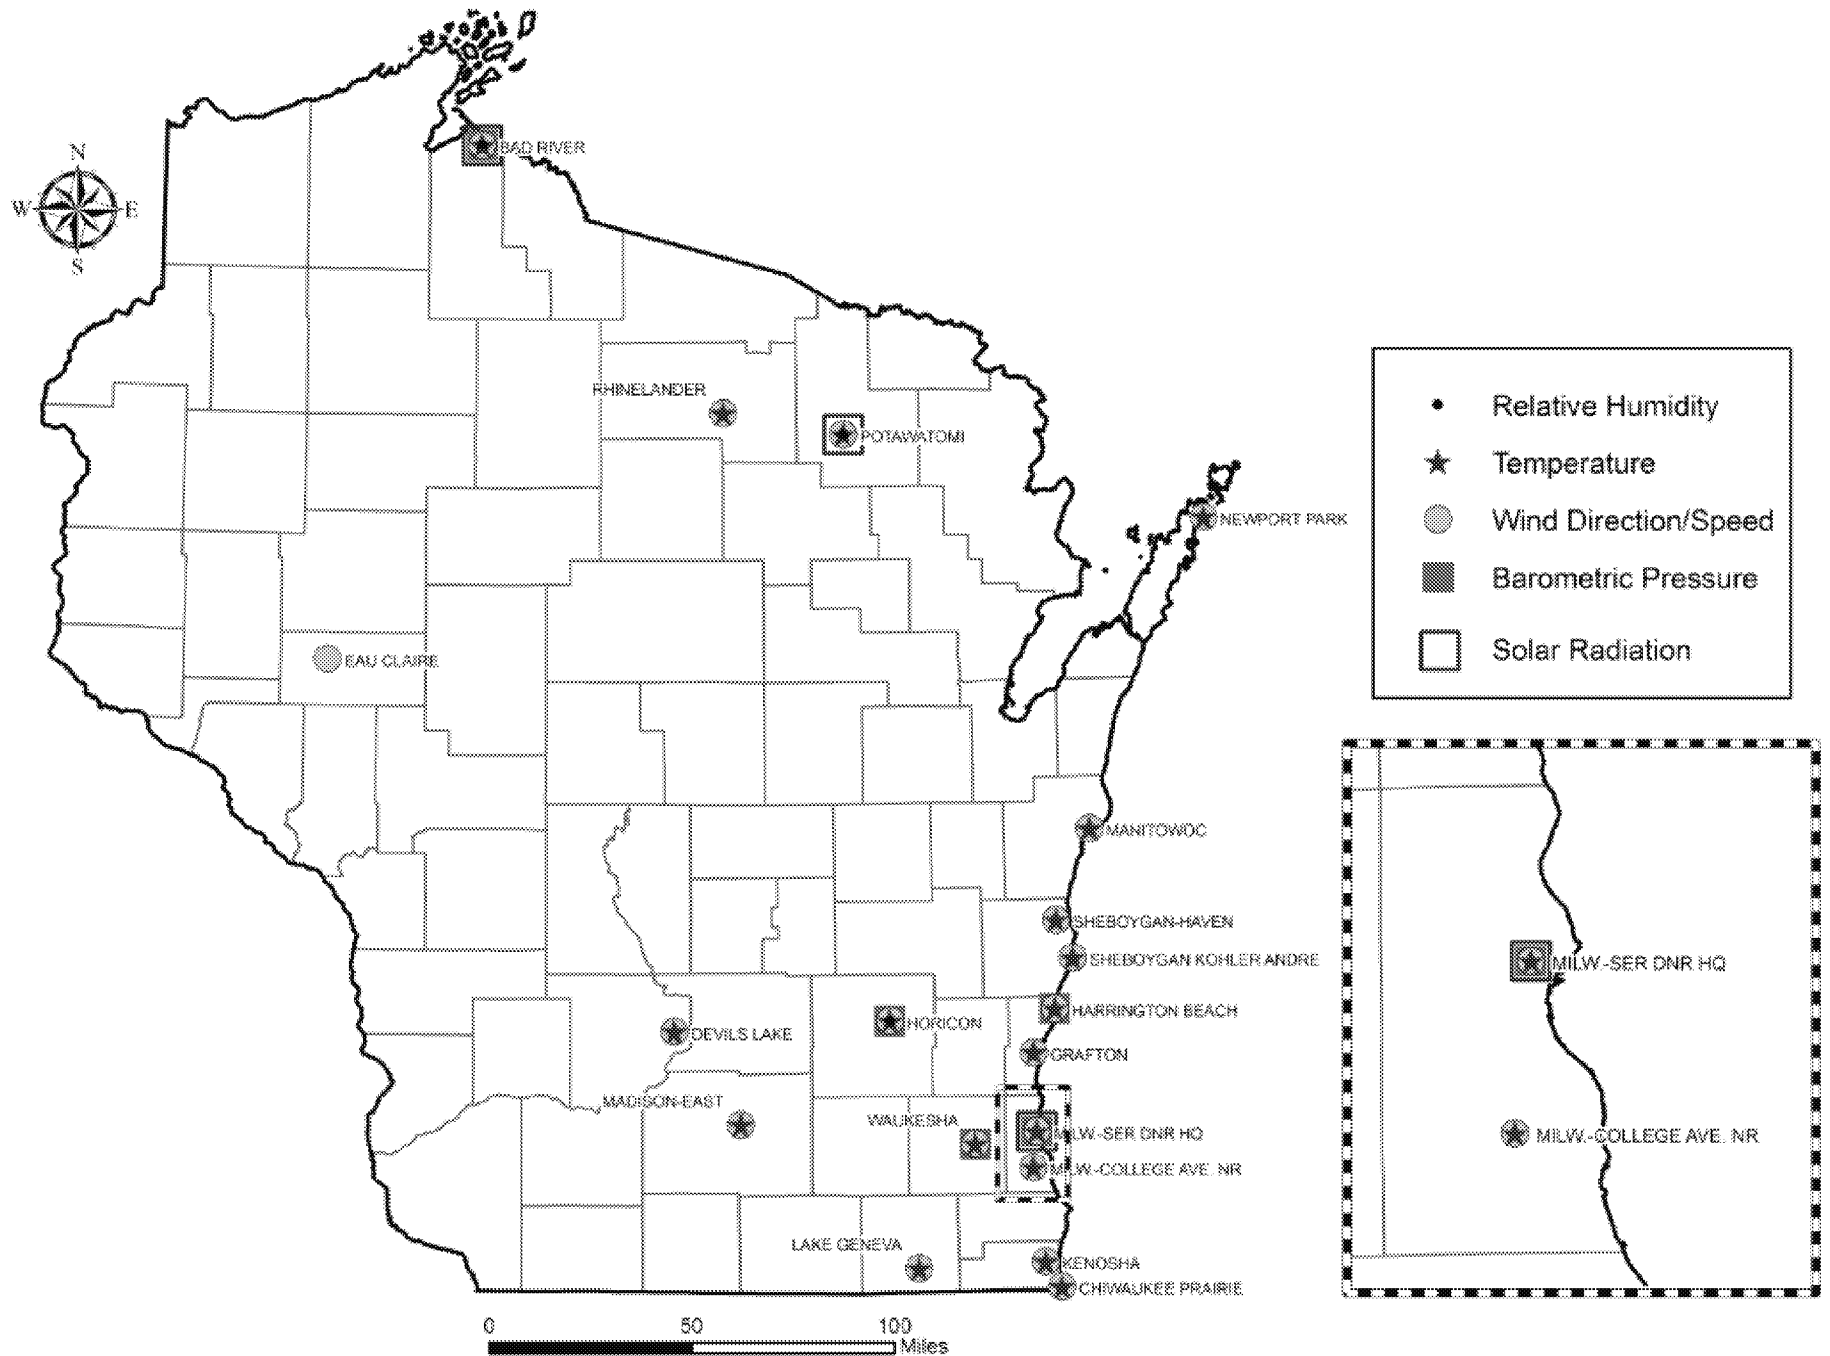 N
W E
S
BAD RIVER
RHINELANDER
POTAWATOMI
NEWPORT PARK
EAU CLAIRE
MANITOWOC
SHEBOYGAN-HAVEN
SHEBOYGAN KOHLER ANDRE
HARRINGTON BEACH
HORICON
DEVILS LAKE
GRAFTON
MADISON-EAST
WAUKESHA
MILW.-SER DNR HQ
MILW.-COLLEGE AVE. NR
LAKE GENEVA
KENOSHA
CHIWAUKEE PRAIRIE
0 50 100
Miles
Relative Humidity
Temperature
Wind Direction/Speed
Barometric Pressure
Solar Radiation
MILW.-SER DNR HQ
MILW.-COLLEGE AVE. NR